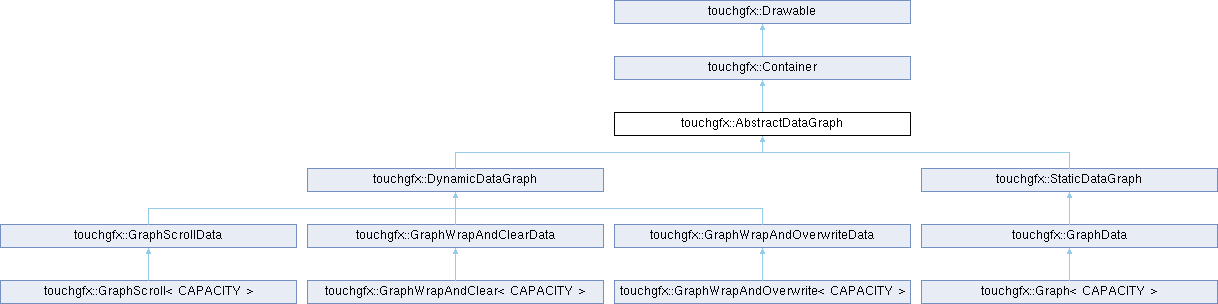 touchgfx::Drawable
touchgfx::Container
touchgfx::AbstractDataGraph
touchgfx::DynamicDataGraph
touchgfx::StaticDataGraph
touchgfx::GraphScrollData
touchgfx::GraphWrapAndClearData
touchgfx::GraphWrapAndOverwriteData
touchgfx::GraphData
touchgfx::GraphScroll< CAPACITY >
touchgfx::GraphWrapAndClear< CAPACITY >
touchgfx::GraphWrapAndOverwrite< CAPACITY >
touchgfx::Graph< CAPACITY >